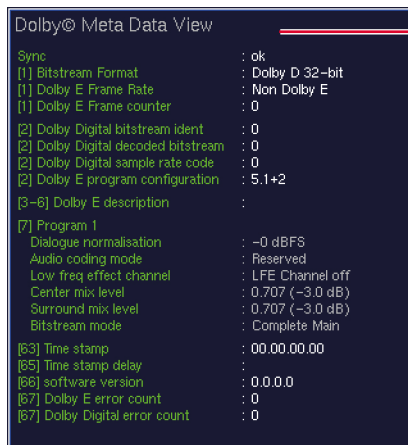 Dolby© Meta Data View
Sync : ok
[1] Bitstream Format : Dolby D 32-bit
[1] Dolby E Frame Rate : Non Dolby E
[1] Dolby E Frame counter : 0
[2] Dolby Digital bitstream ident : 0
[2] Dolby Digital decoded bitstream : 0
[2] Dolby Digital sample rate code : 0
[2] Dolby E program configuration : 5.1+2
[3-6] Dolby E description :
[7] Program 1
Dialogue normalisation : -0 dBFS
Audio coding mode : Reserved
Low freq effect channel : LFE Channel off
Center mix level : 0.707 (-3.0 dB)
Surround mix level : 0.707 (-3.0 dB)
Bitstream mode : Complete Main
[63] Time stamp : 00.00.00.00
[65] Time stamp delay :
[66] software version : 0.0.0.0
[67] Dolby E error count : 0
[67] Dolby Digital error count : 0